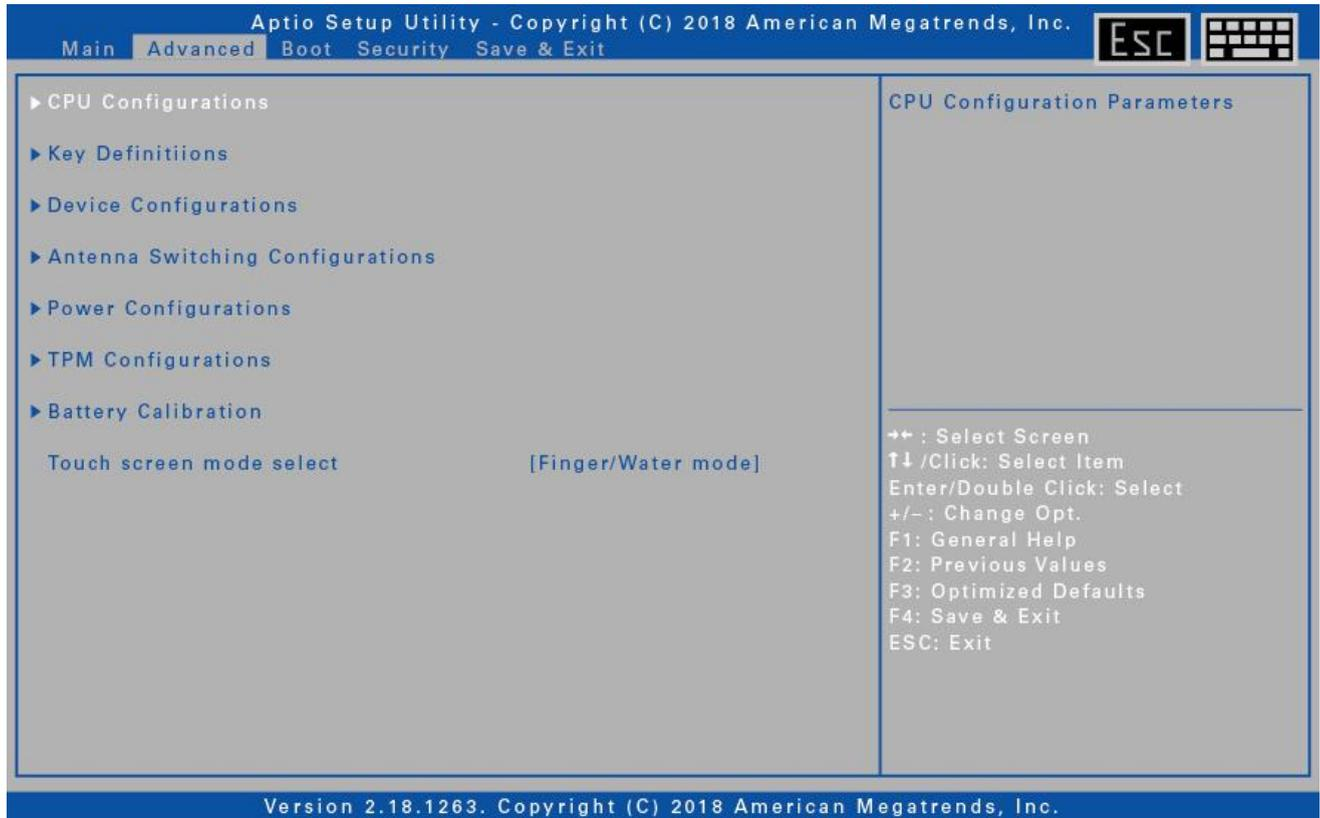 Aptio Setup Utility - Copyright (C) 2018 American Megatrends, Inc.
Main Advanced Boot Security Save & Exit
Esc
▶ CPU Configurations
▶ Key Definitiions
▶ Device Configurations
▶ Antenna Switching Configurations
▶ Power Configurations
▶ TPM Configurations
▶ Battery Calibration
Touch screen mode select [Finger/Water mode]
CPU Configuration Parameters
→← : Select Screen
↑↓ /Click: Select Item
Enter/Double Click: Select
+/– : Change Opt.
F1: General Help
F2: Previous Values
F3: Optimized Defaults
F4: Save & Exit
ESC: Exit
Version 2.18.1263. Copyright (C) 2018 American Megatrends, Inc.